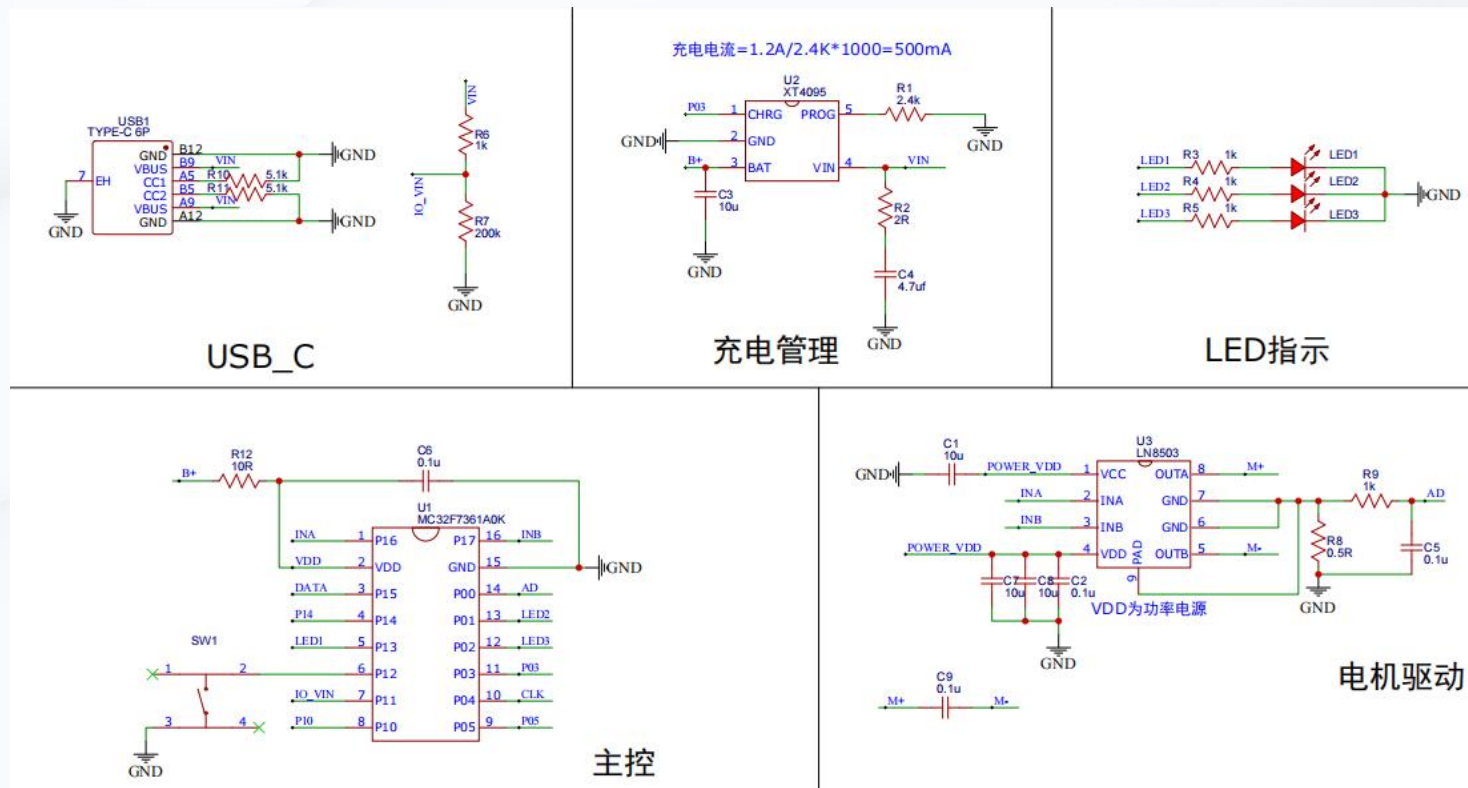 USB1
TYPE-C 6P
7
EH
GND
B12
VBUS
B9
VIN
CC1
A5
R10
5.1k
CC2
B5
R11
5.1k
VBUS
A9
VIN
GND
A12
GND
GND
GND
VIN
R6
1k
IO_VIN
R7
200k
GND
USB_C
充电电流=1.2A/2.4K*1000=500mA
U2
XT4095
P03
1
CHRG
PROG
5
R1
2.4k
GND
GND
2
GND
B+
3
BAT
VIN
4
VIN
C3
10u
GND
R2
2R
C4
4.7uf
GND
充电管理
LED1
R3
1k
LED1
LED2
R4
1k
LED2
LED3
R5
1k
LED3
GND
LED指示
B+
R12
10R
C6
0.1u
GND
U1
MC32F7361A0K
INA
1
P16
P17
16
INB
VDD
2
VDD
GND
15
DATA
3
P15
P00
14
AD
P14
4
P14
P01
13
LED2
LED1
5
P13
P02
12
LED3
6
P12
P03
11
P03
IO_VIN
7
P11
P04
10
CLK
P10
8
P10
P05
9
P05
SW1
1
2
3
4
GND
主控
GND
C1
10u
POWER_VDD
U3
LN8503
1
VCC
OUTA
8
M+
INA
2
INA
GND
7
INB
3
INB
GND
6
POWER_VDD
4
VDD
OUTB
5
M-
PAD
9
R9
1k
AD
R8
0.5R
C5
0.1u
GND
C7
10u
C8
10u
C2
0.1u
VDD为功率电源
GND
M+
C9
0.1u
M-
电机驱动